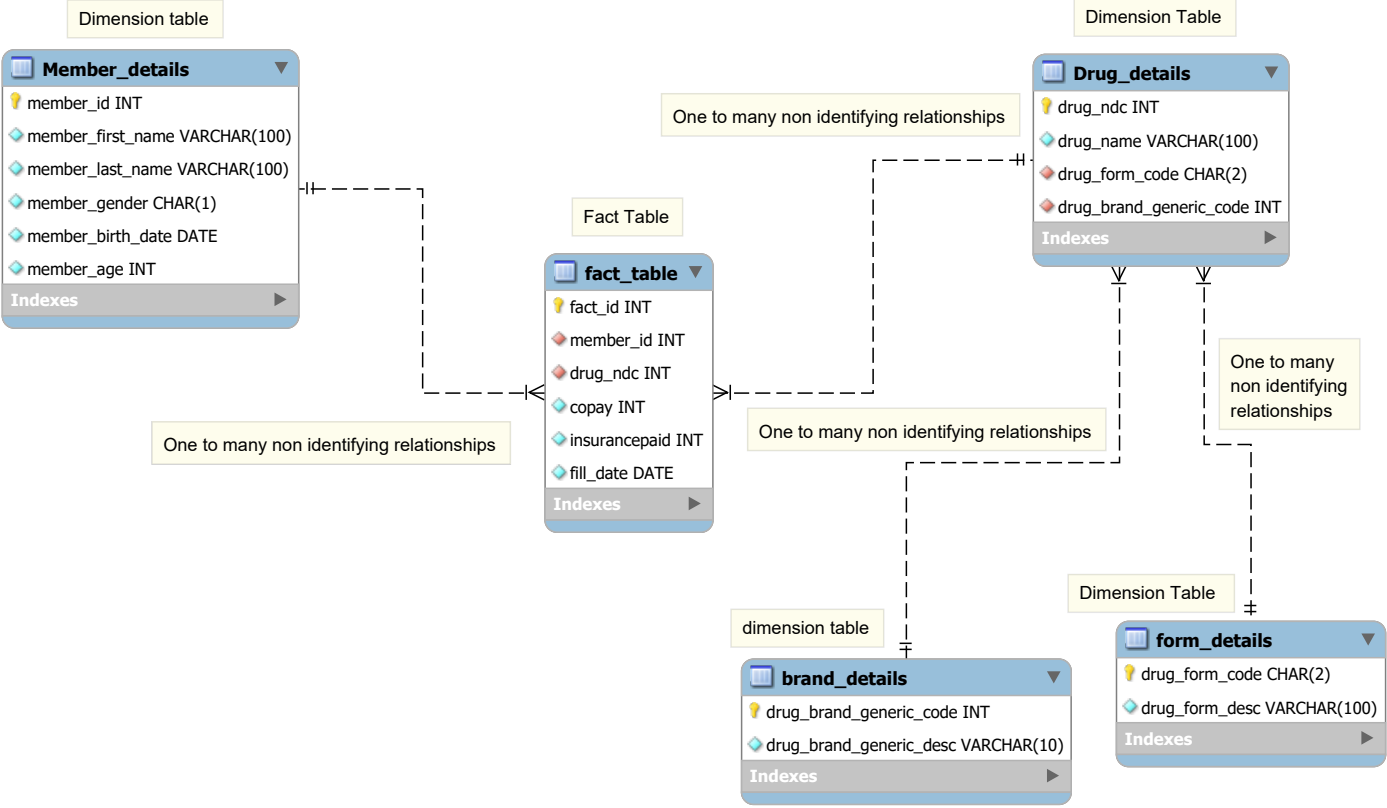 Dimension table
Member_details
member_id INT
member_first_name VARCHAR(100)
member_last_name VARCHAR(100)
member_gender CHAR(1)
member_birth_date DATE
member_age INT
Indexes
One to many non identifying relationships
Fact Table
fact_table
fact_id INT
member_id INT
drug_ndc INT
copay INT
insurancepaid INT
fill_date DATE
Indexes
One to many non identifying relationships
Dimension Table
Drug_details
drug_ndc INT
drug_name VARCHAR(100)
drug_form_code CHAR(2)
drug_brand_generic_code INT
Indexes
One to many non identifying relationships
One to many
non identifying
relationships
dimension table
brand_details
drug_brand_generic_code INT
drug_brand_generic_desc VARCHAR(10)
Indexes
Dimension Table
form_details
drug_form_code CHAR(2)
drug_form_desc VARCHAR(100)
Indexes